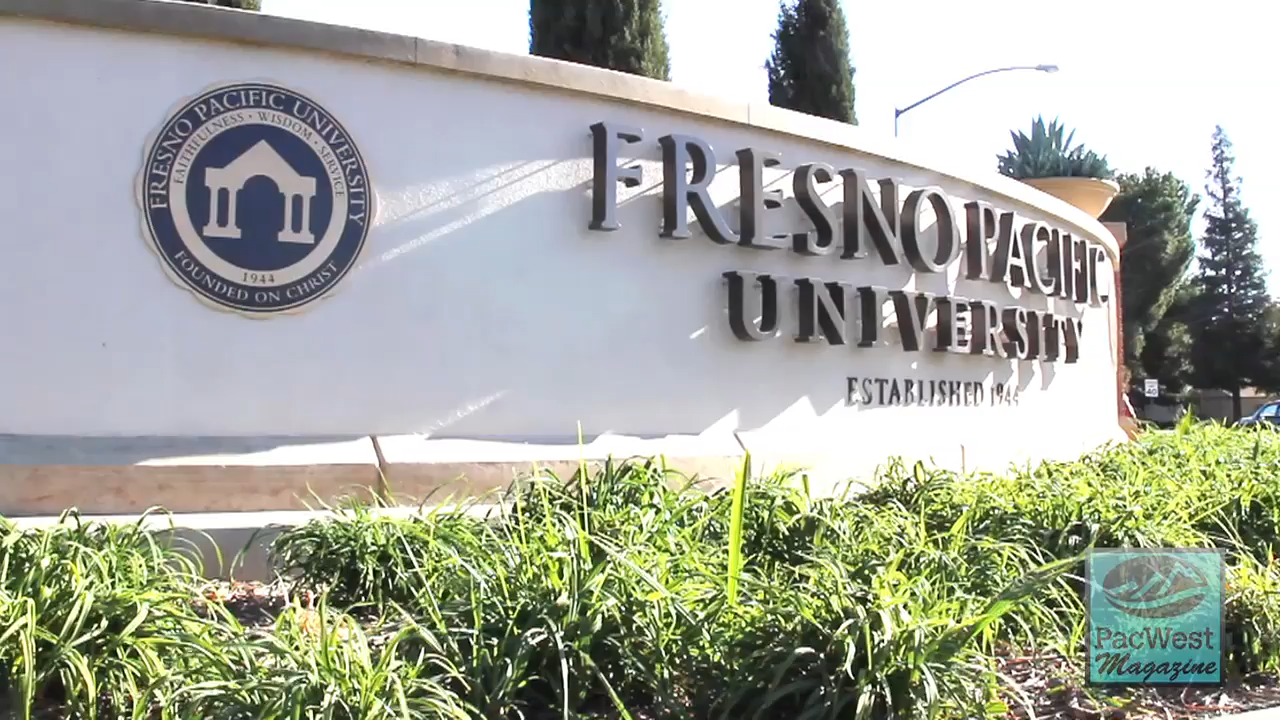 FRESNO PACIFIC UNIVERSITY
FAITHFULNESS · WISDOM · SERVICE
1944
FOUNDED ON CHRIST
FRESNO PACIFIC
UNIVERSITY
ESTABLISHED 1944
PacWest
Magazine